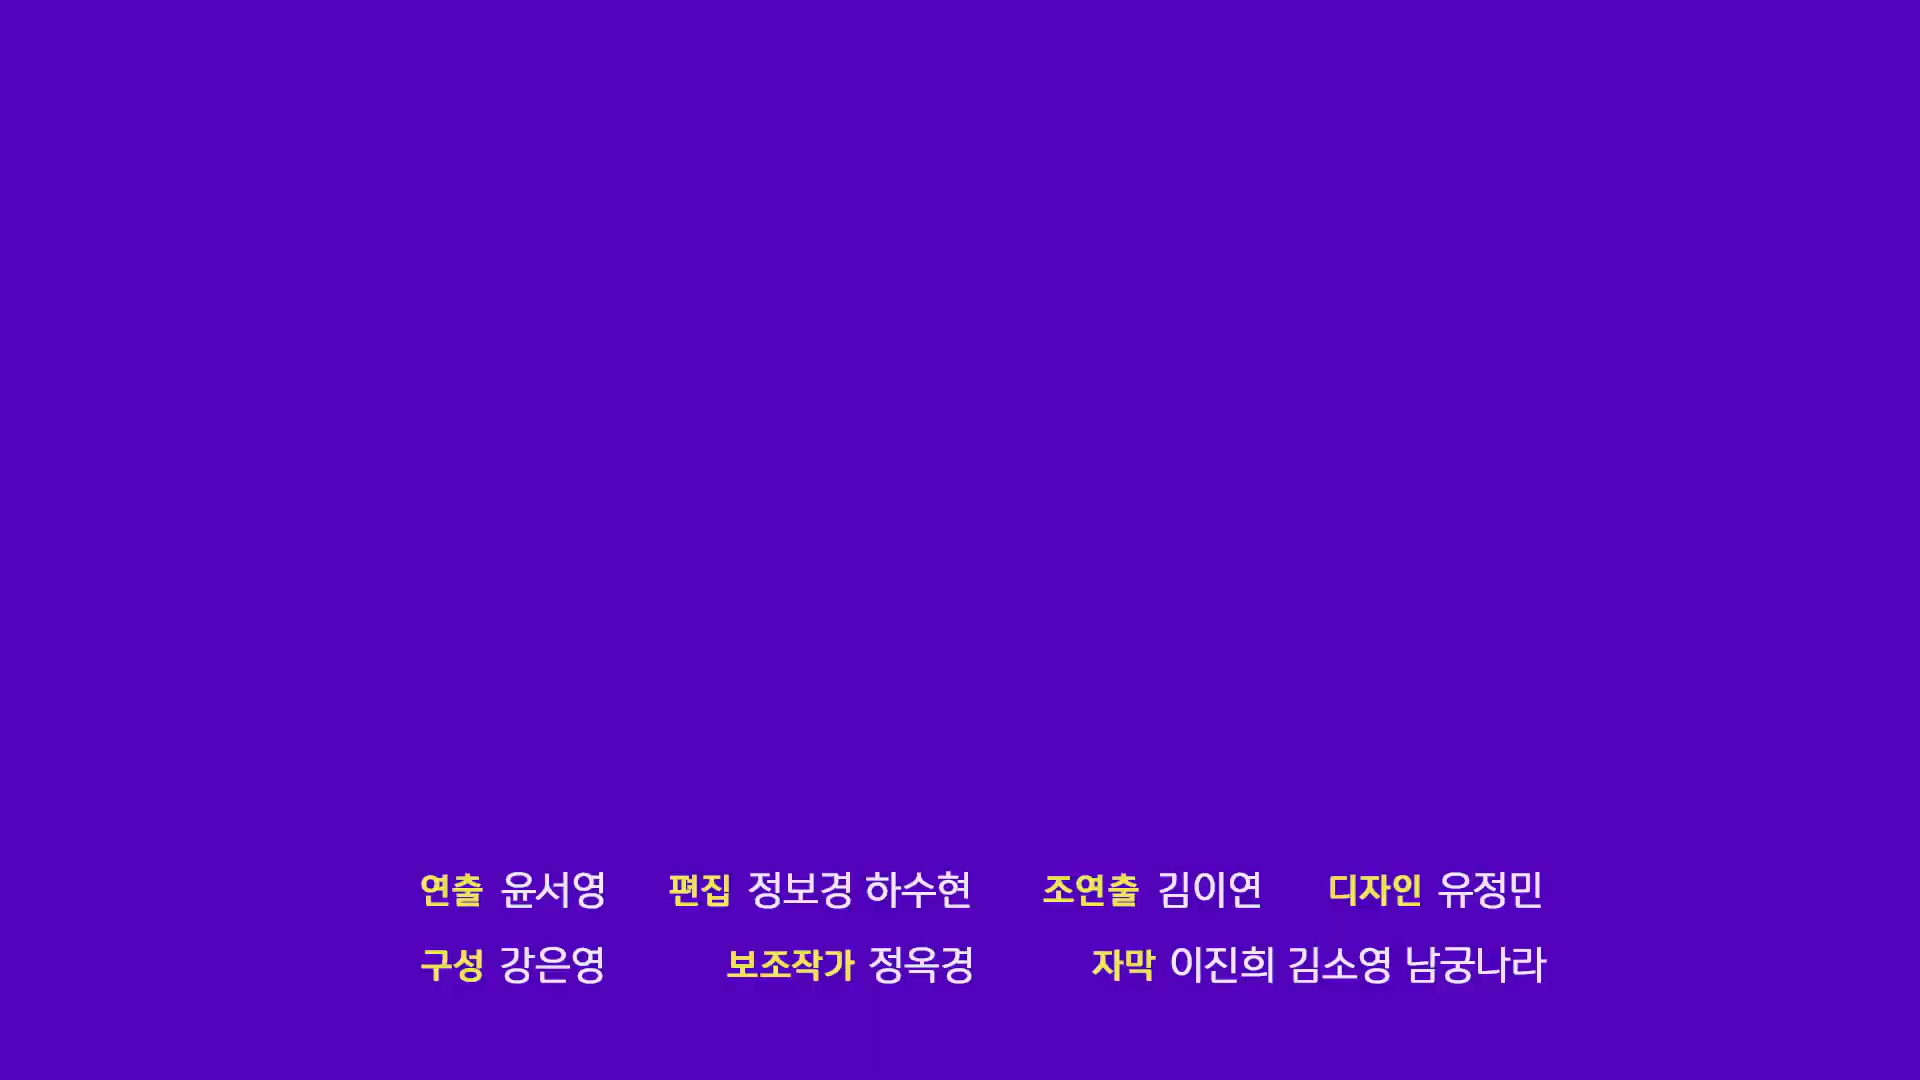 연출 윤서영 편집 정보경 하수현 조연출 김이연 디자인 유정민
구성 강은영 보조작가 정옥경 자막 이진희 김소영 남궁나라